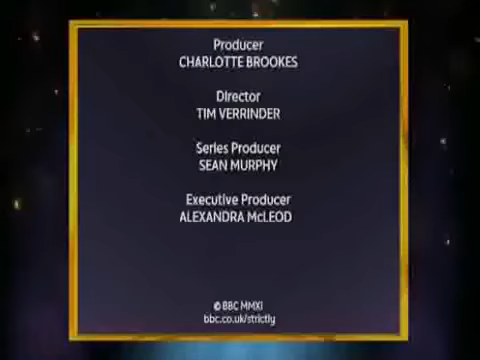 Producer
CHARLOTTE BROOKES
Director
TIM VERRINDER
Series Producer
SEAN MURPHY
Executive Producer
ALEXANDRA McLEOD
© BBC MMXI
bbc.co.uk/strictly